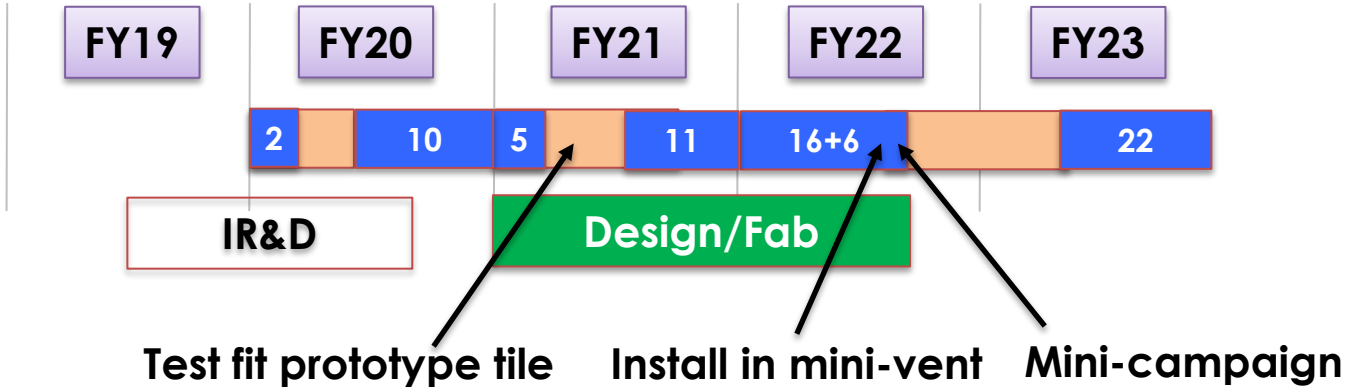 FY19 FY20 FY21 FY22 FY23
2 10 5 11 16+6 22
IR&D Design/Fab
Test fit prototype tile Install in mini-vent Mini-campaign